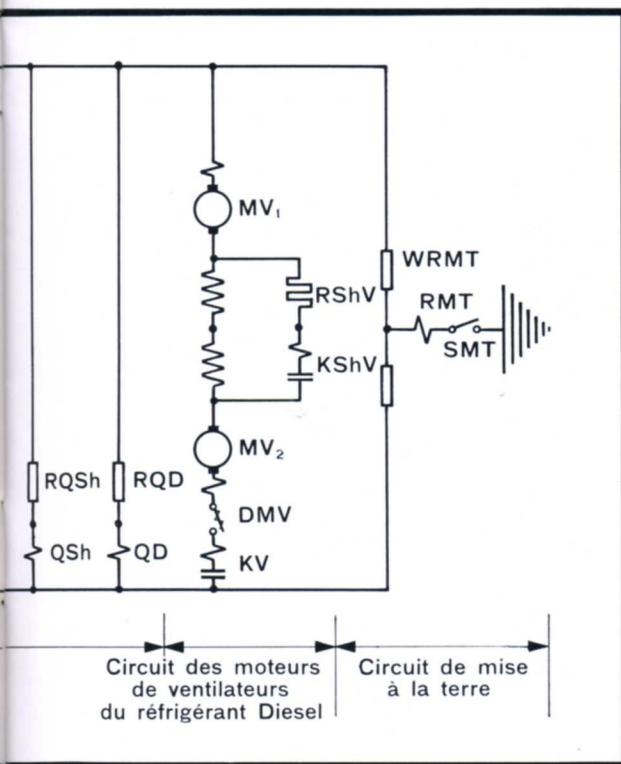 MV₁
WRMT
RShV
RMT
SMT
KShV
MV₂
RQSh
RQD
DMV
QSh
QD
KV
Circuit des moteurs
de ventilateurs
du réfrigérant Diesel
Circuit de mise
à la terre